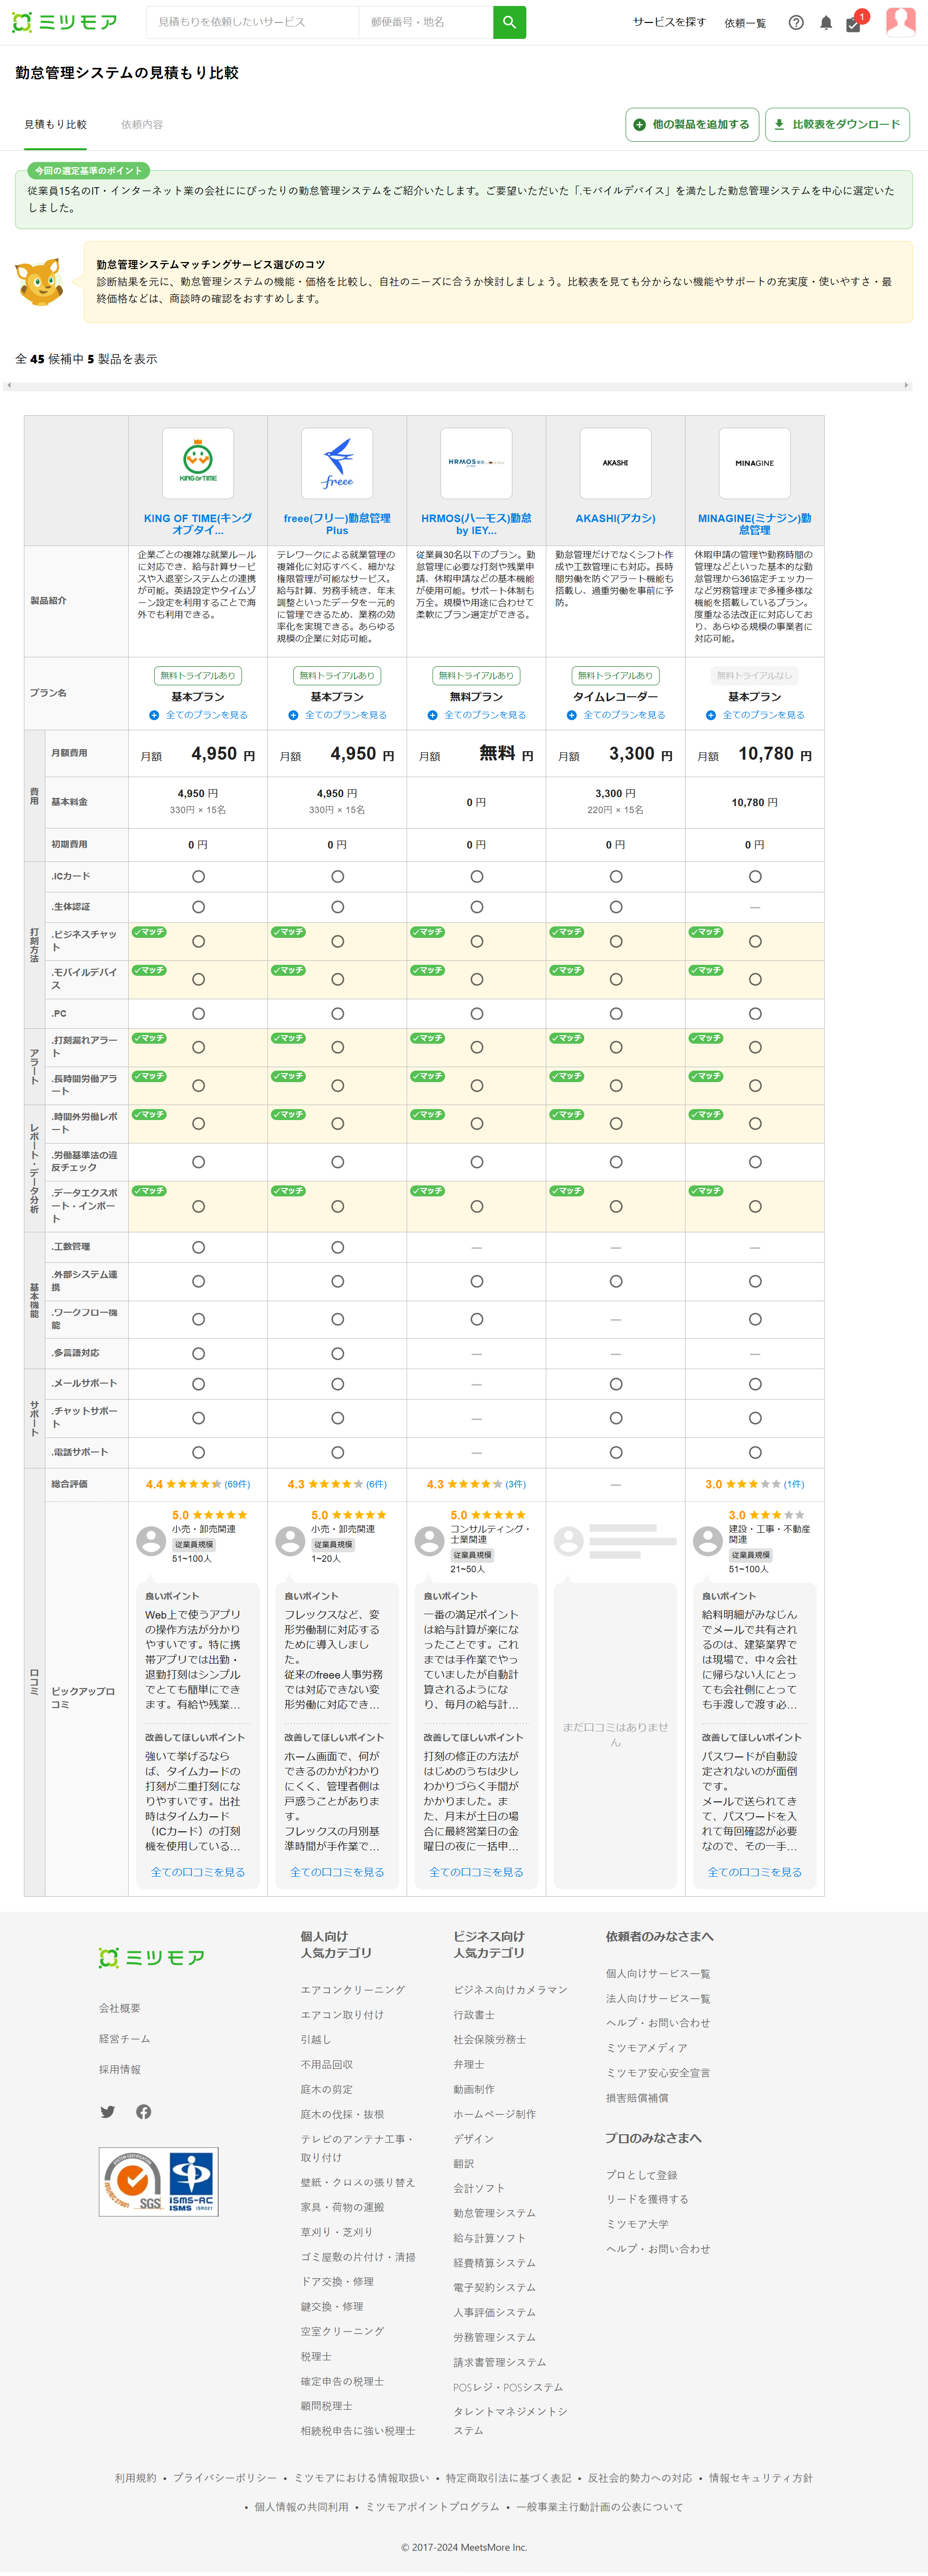 ミツモア
見積もりを依頼したいサービス
郵便番号・地名
サービスを探す
依頼一覧
1
勤怠管理システムの見積もり比較
見積もり比較
依頼内容
他の製品を追加する
比較表をダウンロード
今回の選定基準のポイント
従業員15名のIT・インターネット業の会社ににぴったりの勤怠管理システムをご紹介いたします。ご要望いただいた「.モバイルデバイス」を満たした勤怠管理システムを中心に選定いた
しました。
勤怠管理システムマッチングサービス選びのコツ
診断結果を元に、勤怠管理システムの機能・価格を比較し、自社のニーズに合うか検討しましょう。比較表を見ても分からない機能やサポートの充実度・使いやすさ・最
終価格などは、商談時の確認をおすすめします。
全 45 候補中 5 製品を表示
KING OF TIME
freee
HRMOS 勤怠
AKASHI
MINAGINE
KING OF TIME(キング
オブタイ...
freee(フリー)勤怠管理
Plus
HRMOS(ハーモス)勤怠
by IEY...
AKASHI(アカシ)
MINAGINE(ミナジン)勤
怠管理
製品紹介
企業ごとの複雑な就業ルール
に対応でき、給与計算サービ
スや入退室システムとの連携
が可能。英語設定やタイムゾ
ーン設定を利用することで海
外でも利用できる。
テレワークによる就業管理の
複雑化に対応すべく、細かな
権限管理が可能なサービス。
給与計算、労務手続き、年末
調整といったデータを一元的
に管理できるため、業務の効
率化を実現できる。あらゆる
規模の企業に対応可能。
従業員30名以下のプラン。勤
怠管理に必要な打刻や残業申
請、休暇申請などの基本機能
が使用可能。サポート体制も
万全。規模や用途に合わせて
柔軟にプラン選定ができる。
勤怠管理だけでなくシフト作
成や工数管理にも対応。長時
間労働を防ぐアラート機能も
搭載し、過重労働を事前に予
防。
休暇申請の管理や勤務時間の
管理などといった基本的な勤
怠管理から36協定チェッカー
など労務管理まで多種多様な
機能を搭載しているプラン。
度重なる法改正に対応してお
り、あらゆる規模の事業者に
対応可能。
プラン名
無料トライアルあり
基本プラン
全てのプランを見る
無料トライアルあり
基本プラン
全てのプランを見る
無料トライアルあり
無料プラン
全てのプランを見る
無料トライアルあり
タイムレコーダー
全てのプランを見る
無料トライアルなし
基本プラン
全てのプランを見る
費用
月額費用
月額 4,950 円
月額 4,950 円
月額 無料 円
月額 3,300 円
月額 10,780 円
基本料金
4,950 円
330円 × 15名
4,950 円
330円 × 15名
0 円
3,300 円
220円 × 15名
10,780 円
初期費用
0 円
0 円
0 円
0 円
0 円
打刻方法
.ICカード
.生体認証
—
.ビジネスチャッ
ト
マッチ
マッチ
マッチ
マッチ
マッチ
.モバイルデバイ
ス
マッチ
マッチ
マッチ
マッチ
マッチ
.PC
アラート
.打刻漏れアラー
ト
マッチ
マッチ
マッチ
マッチ
マッチ
.長時間労働アラ
ート
マッチ
マッチ
マッチ
マッチ
マッチ
レポート・データ分析
.時間外労働レポ
ート
マッチ
マッチ
マッチ
マッチ
マッチ
.労働基準法の違
反チェック
.データエクスポ
ート・インポー
ト
マッチ
マッチ
マッチ
マッチ
マッチ
基本機能
.工数管理
—
—
—
.外部システム連
携
.ワークフロー機
能
—
.多言語対応
—
—
—
サポート
.メールサポート
—
.チャットサポー
ト
—
.電話サポート
—
口コミ
総合評価
4.4 ★★★★★ (69件)
4.3 ★★★★★ (6件)
4.3 ★★★★★ (3件)
—
3.0 ★★★★★ (1件)
ピックアップロ
コミ
5.0 ★★★★★
小売・卸売関連
従業員規模
51~100人
良いポイント
Web上で使うアプリ
の操作方法が分かり
やすいです。特に携
帯アプリでは出勤・
退勤打刻はシンプル
でとても簡単にでき
ます。有給や残業…
改善してほしいポイント
強いて挙げるなら
ば、タイムカードの
打刻が二重打刻にな
りやすいです。出社
時はタイムカード
（ICカード）の打刻
機を使用している…
全ての口コミを見る
5.0 ★★★★★
小売・卸売関連
従業員規模
1~20人
良いポイント
フレックスなど、変
形労働制に対応する
ために導入しまし
た。
従来のfreee人事労務
では対応できない変
形労働に対応でき…
改善してほしいポイント
ホーム画面で、何が
できるのかがわかり
にくく、管理者側は
戸惑うことがありま
す。
フレックスの月別基
準時間が手作業で…
全ての口コミを見る
5.0 ★★★★★
コンサルティング・
士業関連
従業員規模
21~50人
良いポイント
一番の満足ポイント
は給与計算が楽にな
ったことです。これ
までは手作業でやっ
ていましたが自動計
算されるようにな
り、毎月の給与計…
改善してほしいポイント
打刻の修正の方法が
はじめのうちは少し
わかりづらく手間が
かかりました。ま
た、月末が土日の場
合に最終営業日の金
曜日の夜に一括申…
全ての口コミを見る
まだ口コミはありませ
ん
3.0 ★★★★★
建設・工事・不動産
関連
従業員規模
51~100人
良いポイント
給料明細がみなじん
でメールで共有され
るのは、建築業界で
は現場で、中々会社
に帰らない人にとっ
ても会社側にとって
も手渡しで渡す必…
改善してほしいポイント
パスワードが自動設
定されないのが面倒
です。
メールで送られてき
て、パスワードを入
れて毎回確認が必要
なので、その一手…
全ての口コミを見る
ミツモア
会社概要
経営チーム
採用情報
SGS
ISMS-AC
ISMS ISR021
個人向け
人気カテゴリ
エアコンクリーニング
エアコン取り付け
引越し
不用品回収
庭木の剪定
庭木の伐採・抜根
テレビのアンテナ工事・
取り付け
壁紙・クロスの張り替え
家具・荷物の運搬
草刈り・芝刈り
ゴミ屋敷の片付け・清掃
ドア交換・修理
鍵交換・修理
空室クリーニング
税理士
確定申告の税理士
顧問税理士
相続税申告に強い税理士
ビジネス向け
人気カテゴリ
ビジネス向けカメラマン
行政書士
社会保険労務士
弁理士
動画制作
ホームページ制作
デザイン
翻訳
会計ソフト
勤怠管理システム
給与計算ソフト
経費精算システム
電子契約システム
人事評価システム
労務管理システム
請求書管理システム
POSレジ・POSシステム
タレントマネジメントシ
ステム
依頼者のみなさまへ
個人向けサービス一覧
法人向けサービス一覧
ヘルプ・お問い合わせ
ミツモアメディア
ミツモア安心安全宣言
損害賠償補償
プロのみなさまへ
プロとして登録
リードを獲得する
ミツモア大学
ヘルプ・お問い合わせ
利用規約 • プライバシーポリシー • ミツモアにおける情報取扱い • 特定商取引法に基づく表記 • 反社会的勢力への対応 • 情報セキュリティ方針
• 個人情報の共同利用 • ミツモアポイントプログラム • 一般事業主行動計画の公表について
© 2017-2024 MeetsMore Inc.